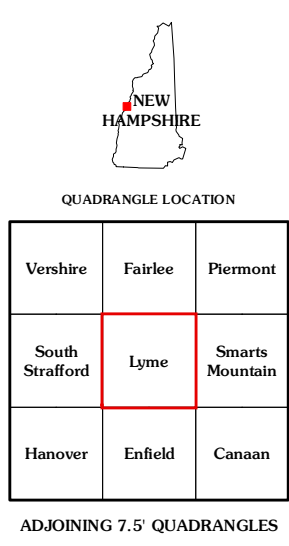 NEW
HAMPSHIRE
QUADRANGLE LOCATION
Vershire
Fairlee
Piermont
South
Strafford
Lyme
Smarts
Mountain
Hanover
Enfield
Canaan
ADJOINING 7.5' QUADRANGLES